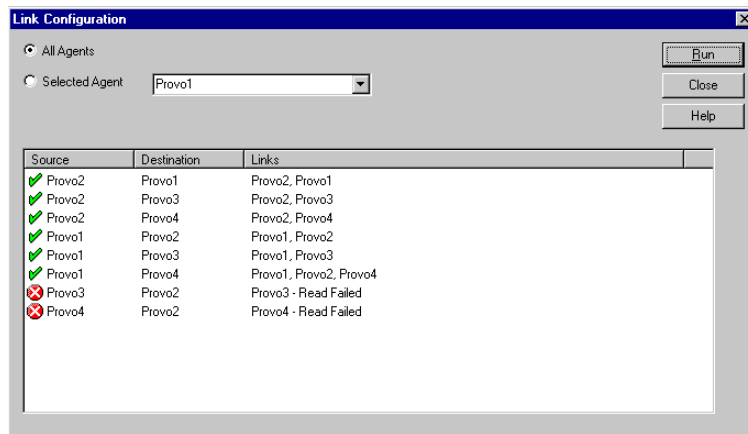 Link Configuration
All Agents
Run
Selected Agent Provo1
Close
Help
Source Destination Links
Provo2 Provo1 Provo2, Provo1
Provo2 Provo3 Provo2, Provo3
Provo2 Provo4 Provo2, Provo4
Provo1 Provo2 Provo1, Provo2
Provo1 Provo3 Provo1, Provo3
Provo1 Provo4 Provo1, Provo2, Provo4
Provo3 Provo2 Provo3 - Read Failed
Provo4 Provo2 Provo4 - Read Failed